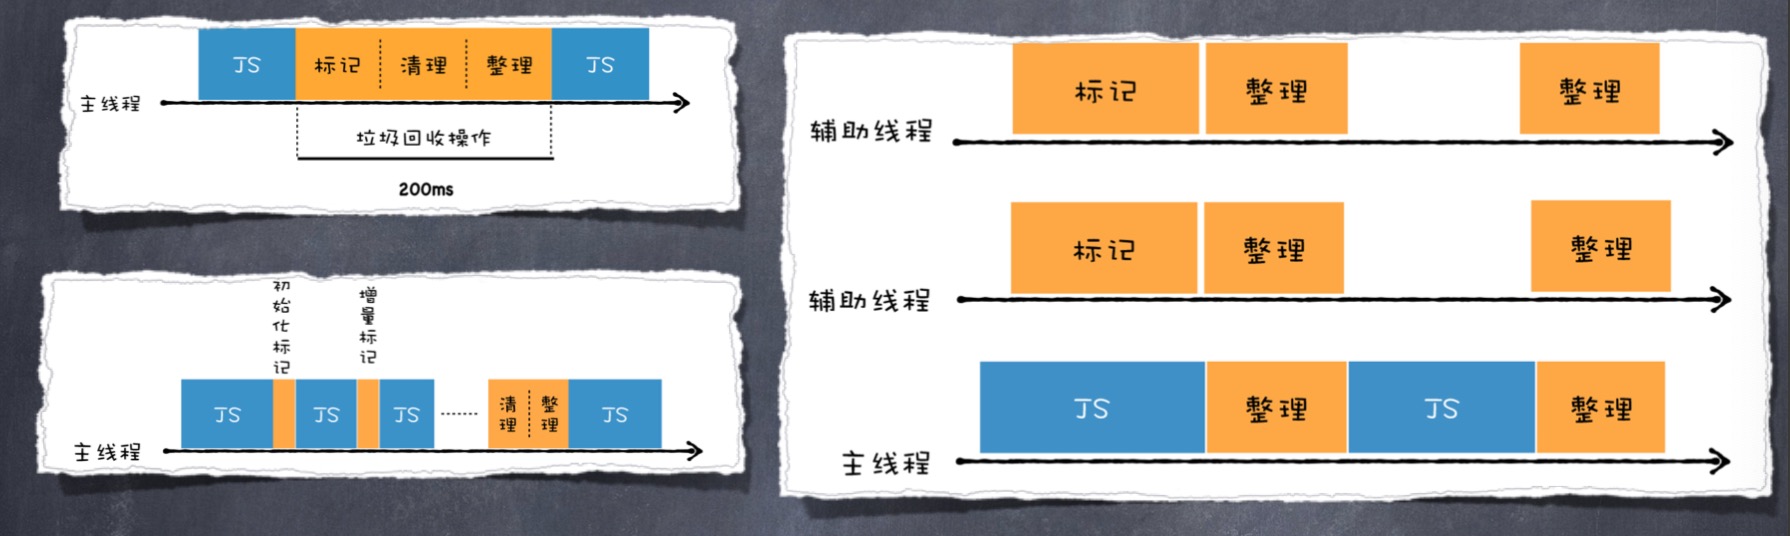 JS 标记 清理 整理 JS
主线程
垃圾回收操作
200ms
初始化标记
增量标记
JS JS JS 清理 整理 JS
主线程
标记 整理 整理
辅助线程
标记 整理 整理
辅助线程
JS 整理 JS 整理
主线程